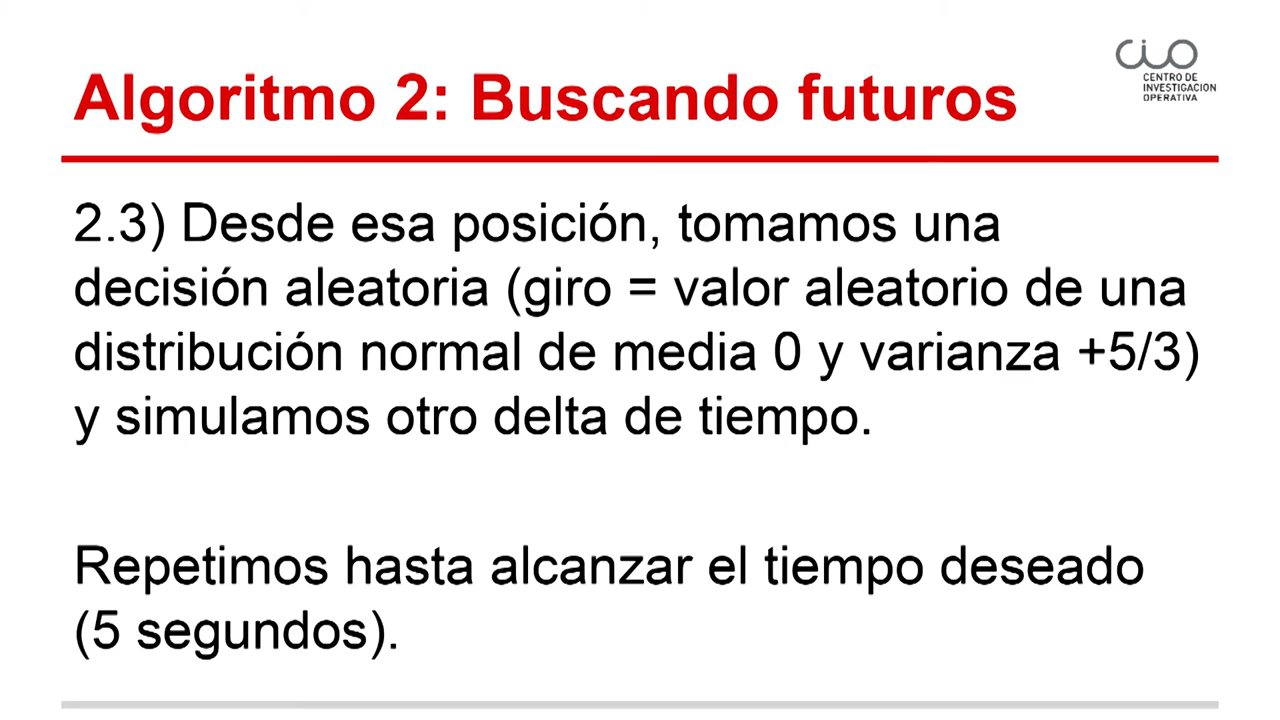 Algoritmo 2: Buscando futuros
CIO
CENTRO DE
INVESTIGACION
OPERATIVA
2.3) Desde esa posición, tomamos una
decisión aleatoria (giro = valor aleatorio de una
distribución normal de media 0 y varianza +5/3)
y simulamos otro delta de tiempo.
Repetimos hasta alcanzar el tiempo deseado
(5 segundos).